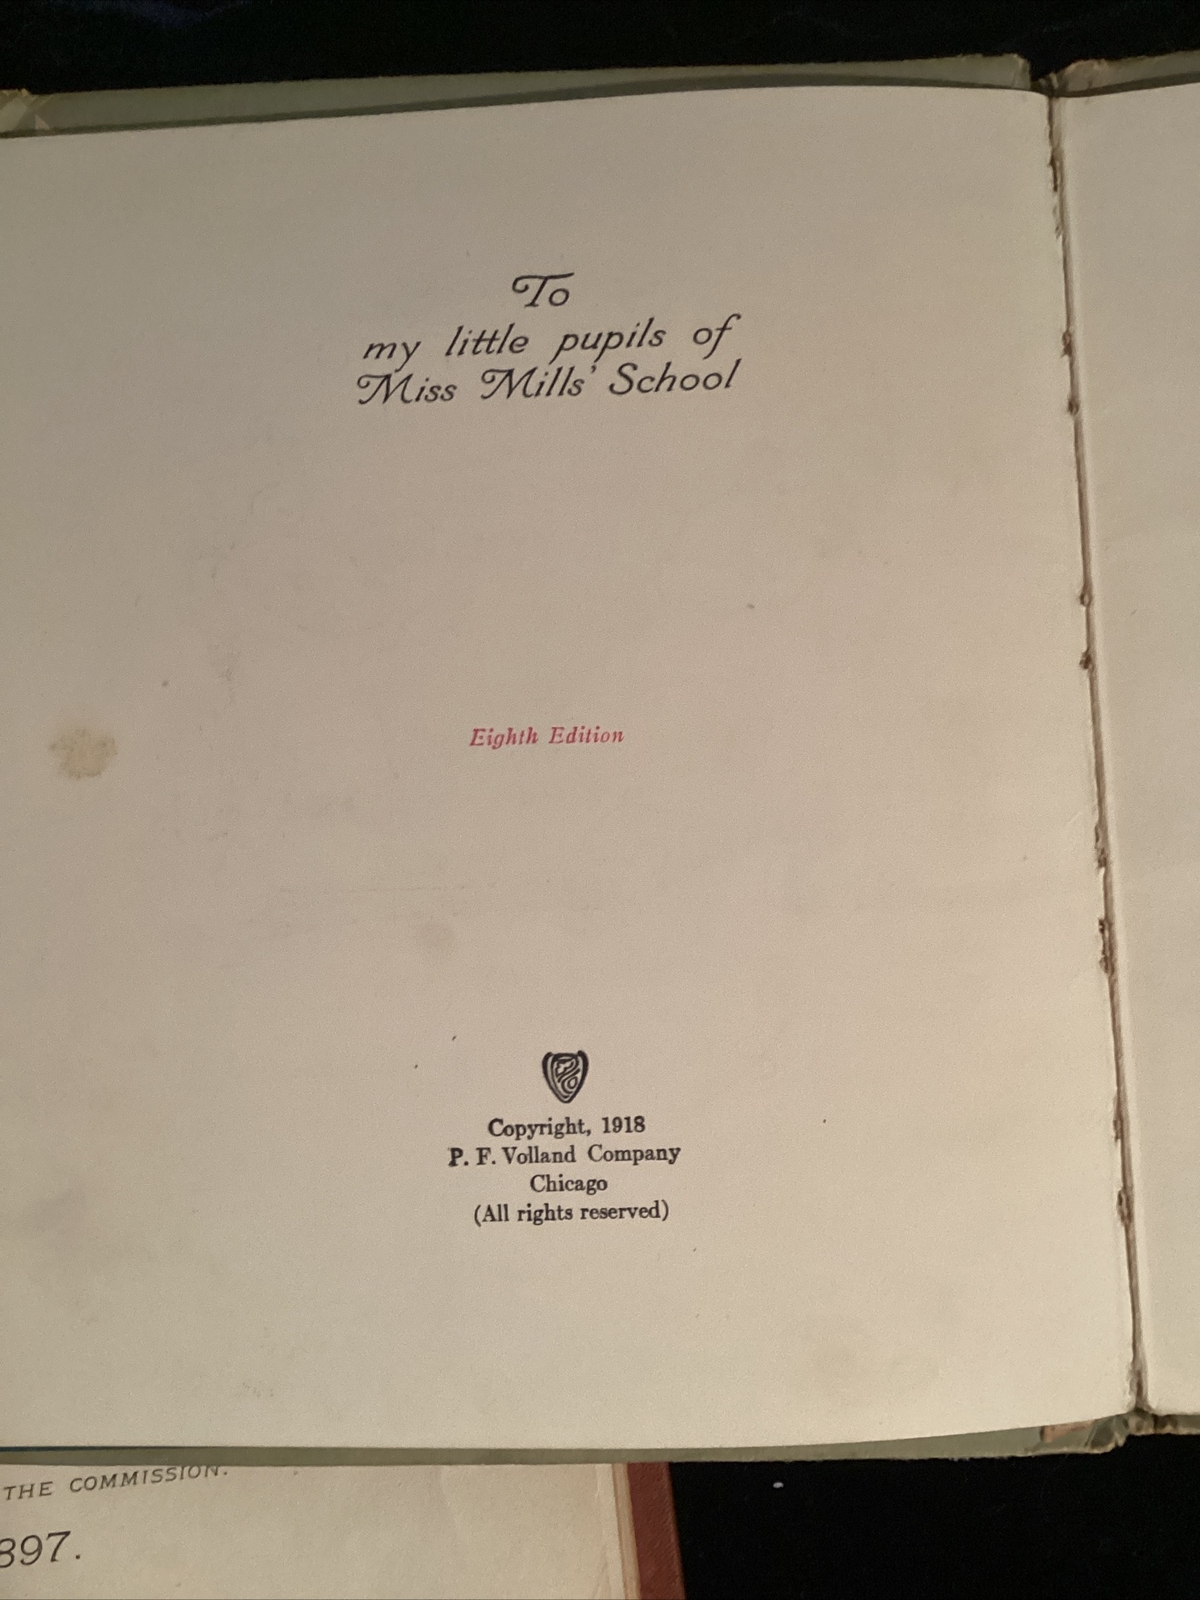 To
my little pupils of
Miss Mills' School
Eighth Edition
Copyright, 1918
P. F. Volland Company
Chicago
(All rights reserved)
THE COMMISSION.
897.